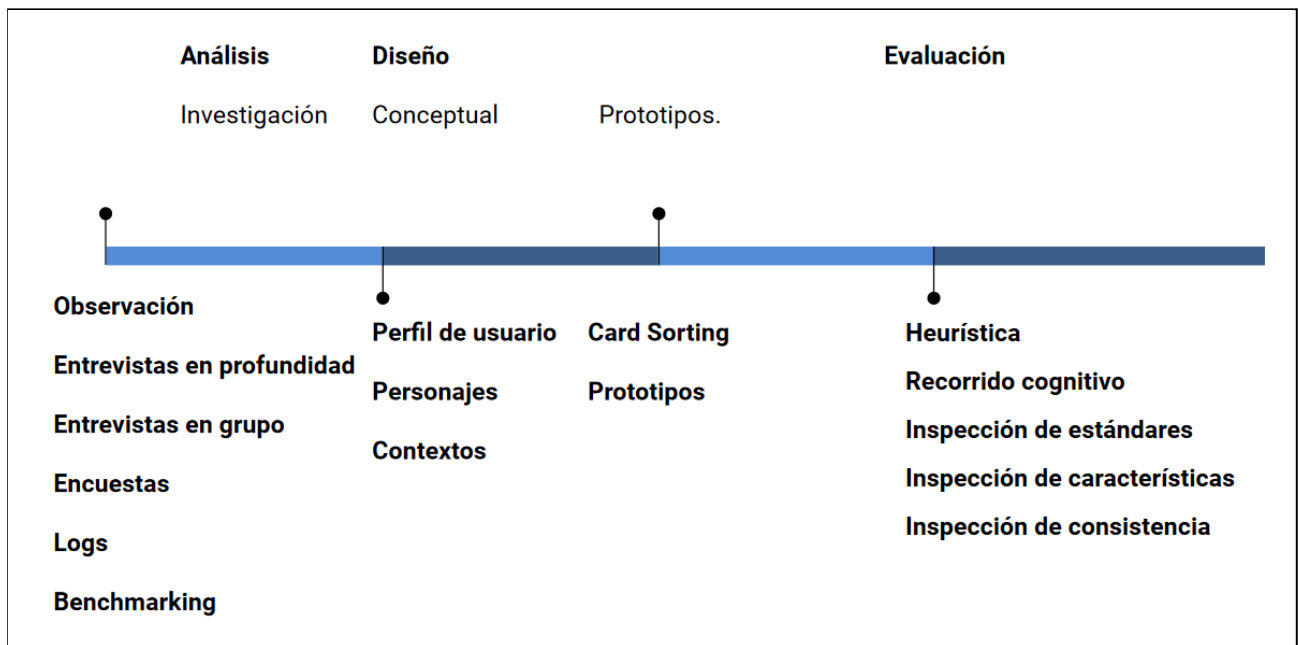 Análisis
Diseño
Evaluación
Investigación
Conceptual
Prototipos.
Observación
Entrevistas en profundidad
Entrevistas en grupo
Encuestas
Logs
Benchmarking
Perfil de usuario
Personajes
Contextos
Card Sorting
Prototipos
Heurística
Recorrido cognitivo
Inspección de estándares
Inspección de características
Inspección de consistencia